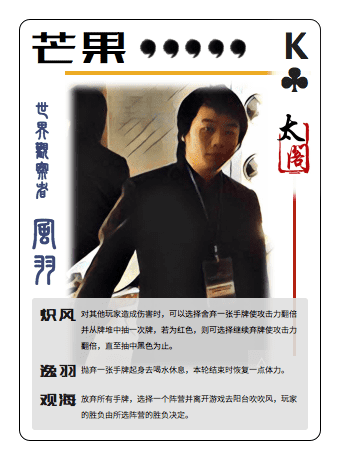 芒果
K
太阁
世界观察者
風羽
炽风 对其他玩家造成伤害时，可以选择舍弃一张手牌使攻击力翻倍
并从牌堆中抽一次牌，若为红色，则可选择继续弃牌使攻击力
翻倍，直至抽中黑色为止。
逸羽 抛弃一张手牌起身去喝水休息，本轮结束时恢复一点体力。
观海 放弃所有手牌，选择一个阵营并离开游戏去阳台吹吹风，玩家
的胜负由所选阵营的胜负决定。